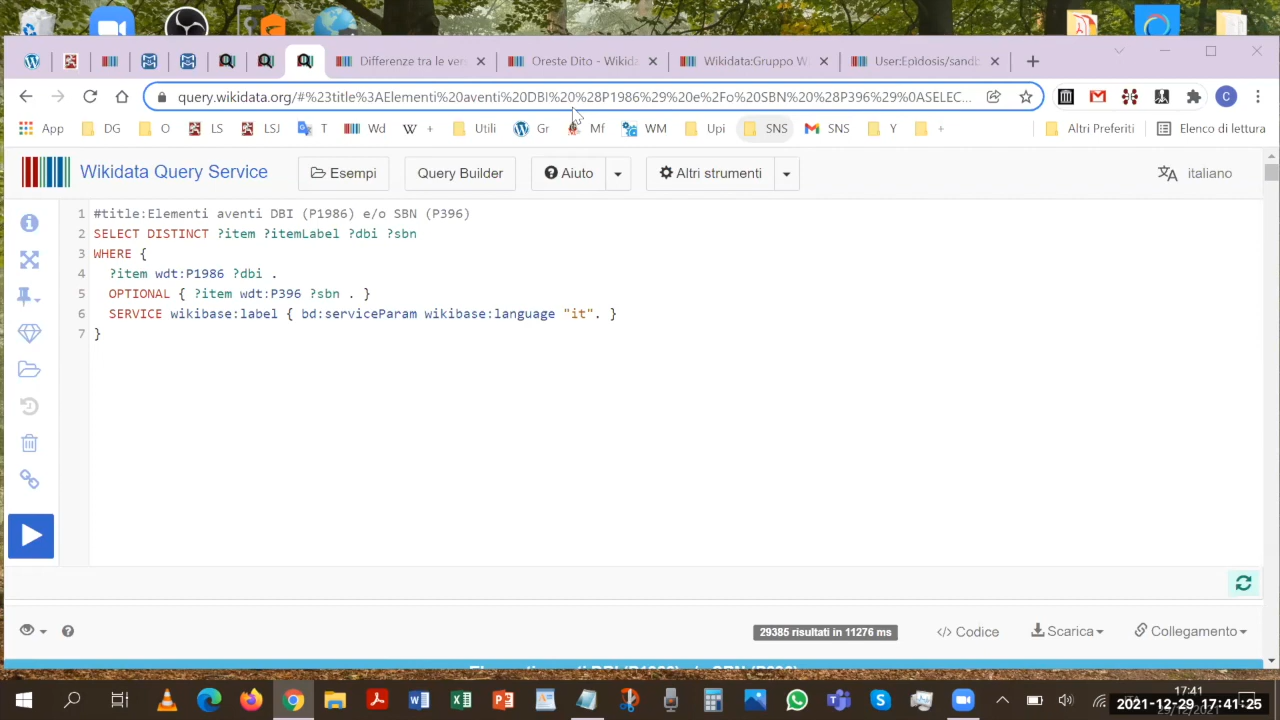 Differenze tra le ver
Oreste Dito - Wikida
Wikidata:Gruppo W
User:Epidosis/sandb
query.wikidata.org/#%23title%3AElementi%20aventi%20DBI%20%28P1986%29%20e%2Fo%20SBN%20%28P396%29%0ASELEC...
App DG O LS LSJ T Wd + Utili Gr Mf WM Upi SNS SNS Y + Altri Preferiti Elenco di lettura
Wikidata Query Service Esempi Query Builder Aiuto Altri strumenti italiano
1 #title:Elementi aventi DBI (P1986) e/o SBN (P396)
2 SELECT DISTINCT ?item ?itemLabel ?dbi ?sbn
3 WHERE {
4 ?item wdt:P1986 ?dbi .
5 OPTIONAL { ?item wdt:P396 ?sbn . }
6 SERVICE wikibase:label { bd:serviceParam wikibase:language "it". }
7 }
29385 risultati in 11276 ms </> Codice Scarica Collegamento
17:41
2021-12-29 17:41:25